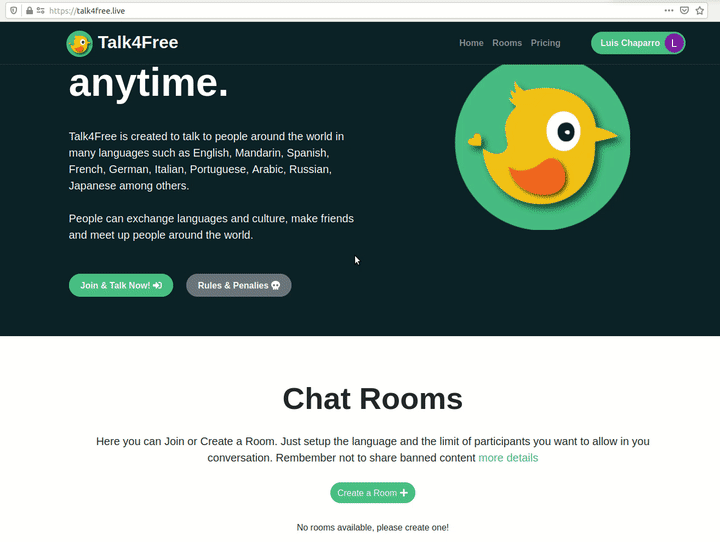 https://talk4free.live
Talk4Free
Home Rooms Pricing
Luis Chaparro L
anytime.
Talk4Free is created to talk to people around the world in
many languages such as English, Mandarin, Spanish,
French, German, Italian, Portuguese, Arabic, Russian,
Japanese among others.
People can exchange languages and culture, make friends
and meet up people around the world.
Join & Talk Now!
Rules & Penalies
Chat Rooms
Here you can Join or Create a Room. Just setup the language and the limit of participants you want to allow in you
conversation. Rembember not to share banned content more details
Create a Room
No rooms available, please create one!